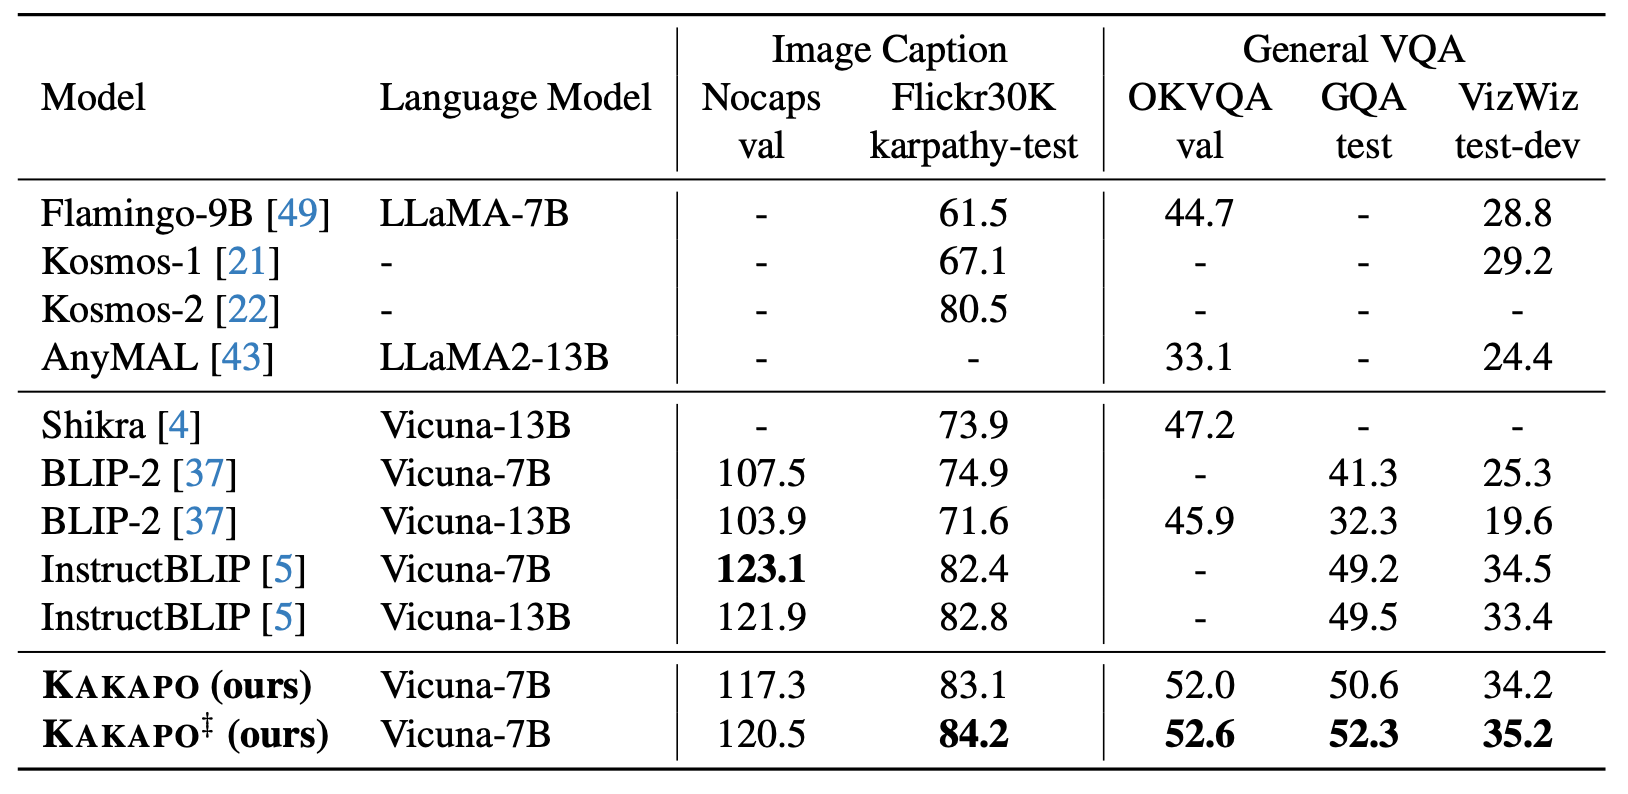 Image Caption General VQA
Model Language Model Nocaps Flickr30K OKVQA GQA VizWiz
val karpathy-test val test test-dev
Flamingo-9B [49] LLaMA-7B - 61.5 44.7 - 28.8
Kosmos-1 [21] - - 67.1 - - 29.2
Kosmos-2 [22] - - 80.5 - - -
AnyMAL [43] LLaMA2-13B - - 33.1 - 24.4
Shikra [4] Vicuna-13B - 73.9 47.2 - -
BLIP-2 [37] Vicuna-7B 107.5 74.9 - 41.3 25.3
BLIP-2 [37] Vicuna-13B 103.9 71.6 45.9 32.3 19.6
InstructBLIP [5] Vicuna-7B 123.1 82.4 - 49.2 34.5
InstructBLIP [5] Vicuna-13B 121.9 82.8 - 49.5 33.4
KAKAPO (ours) Vicuna-7B 117.3 83.1 52.0 50.6 34.2
KAKAPO‡ (ours) Vicuna-7B 120.5 84.2 52.6 52.3 35.2